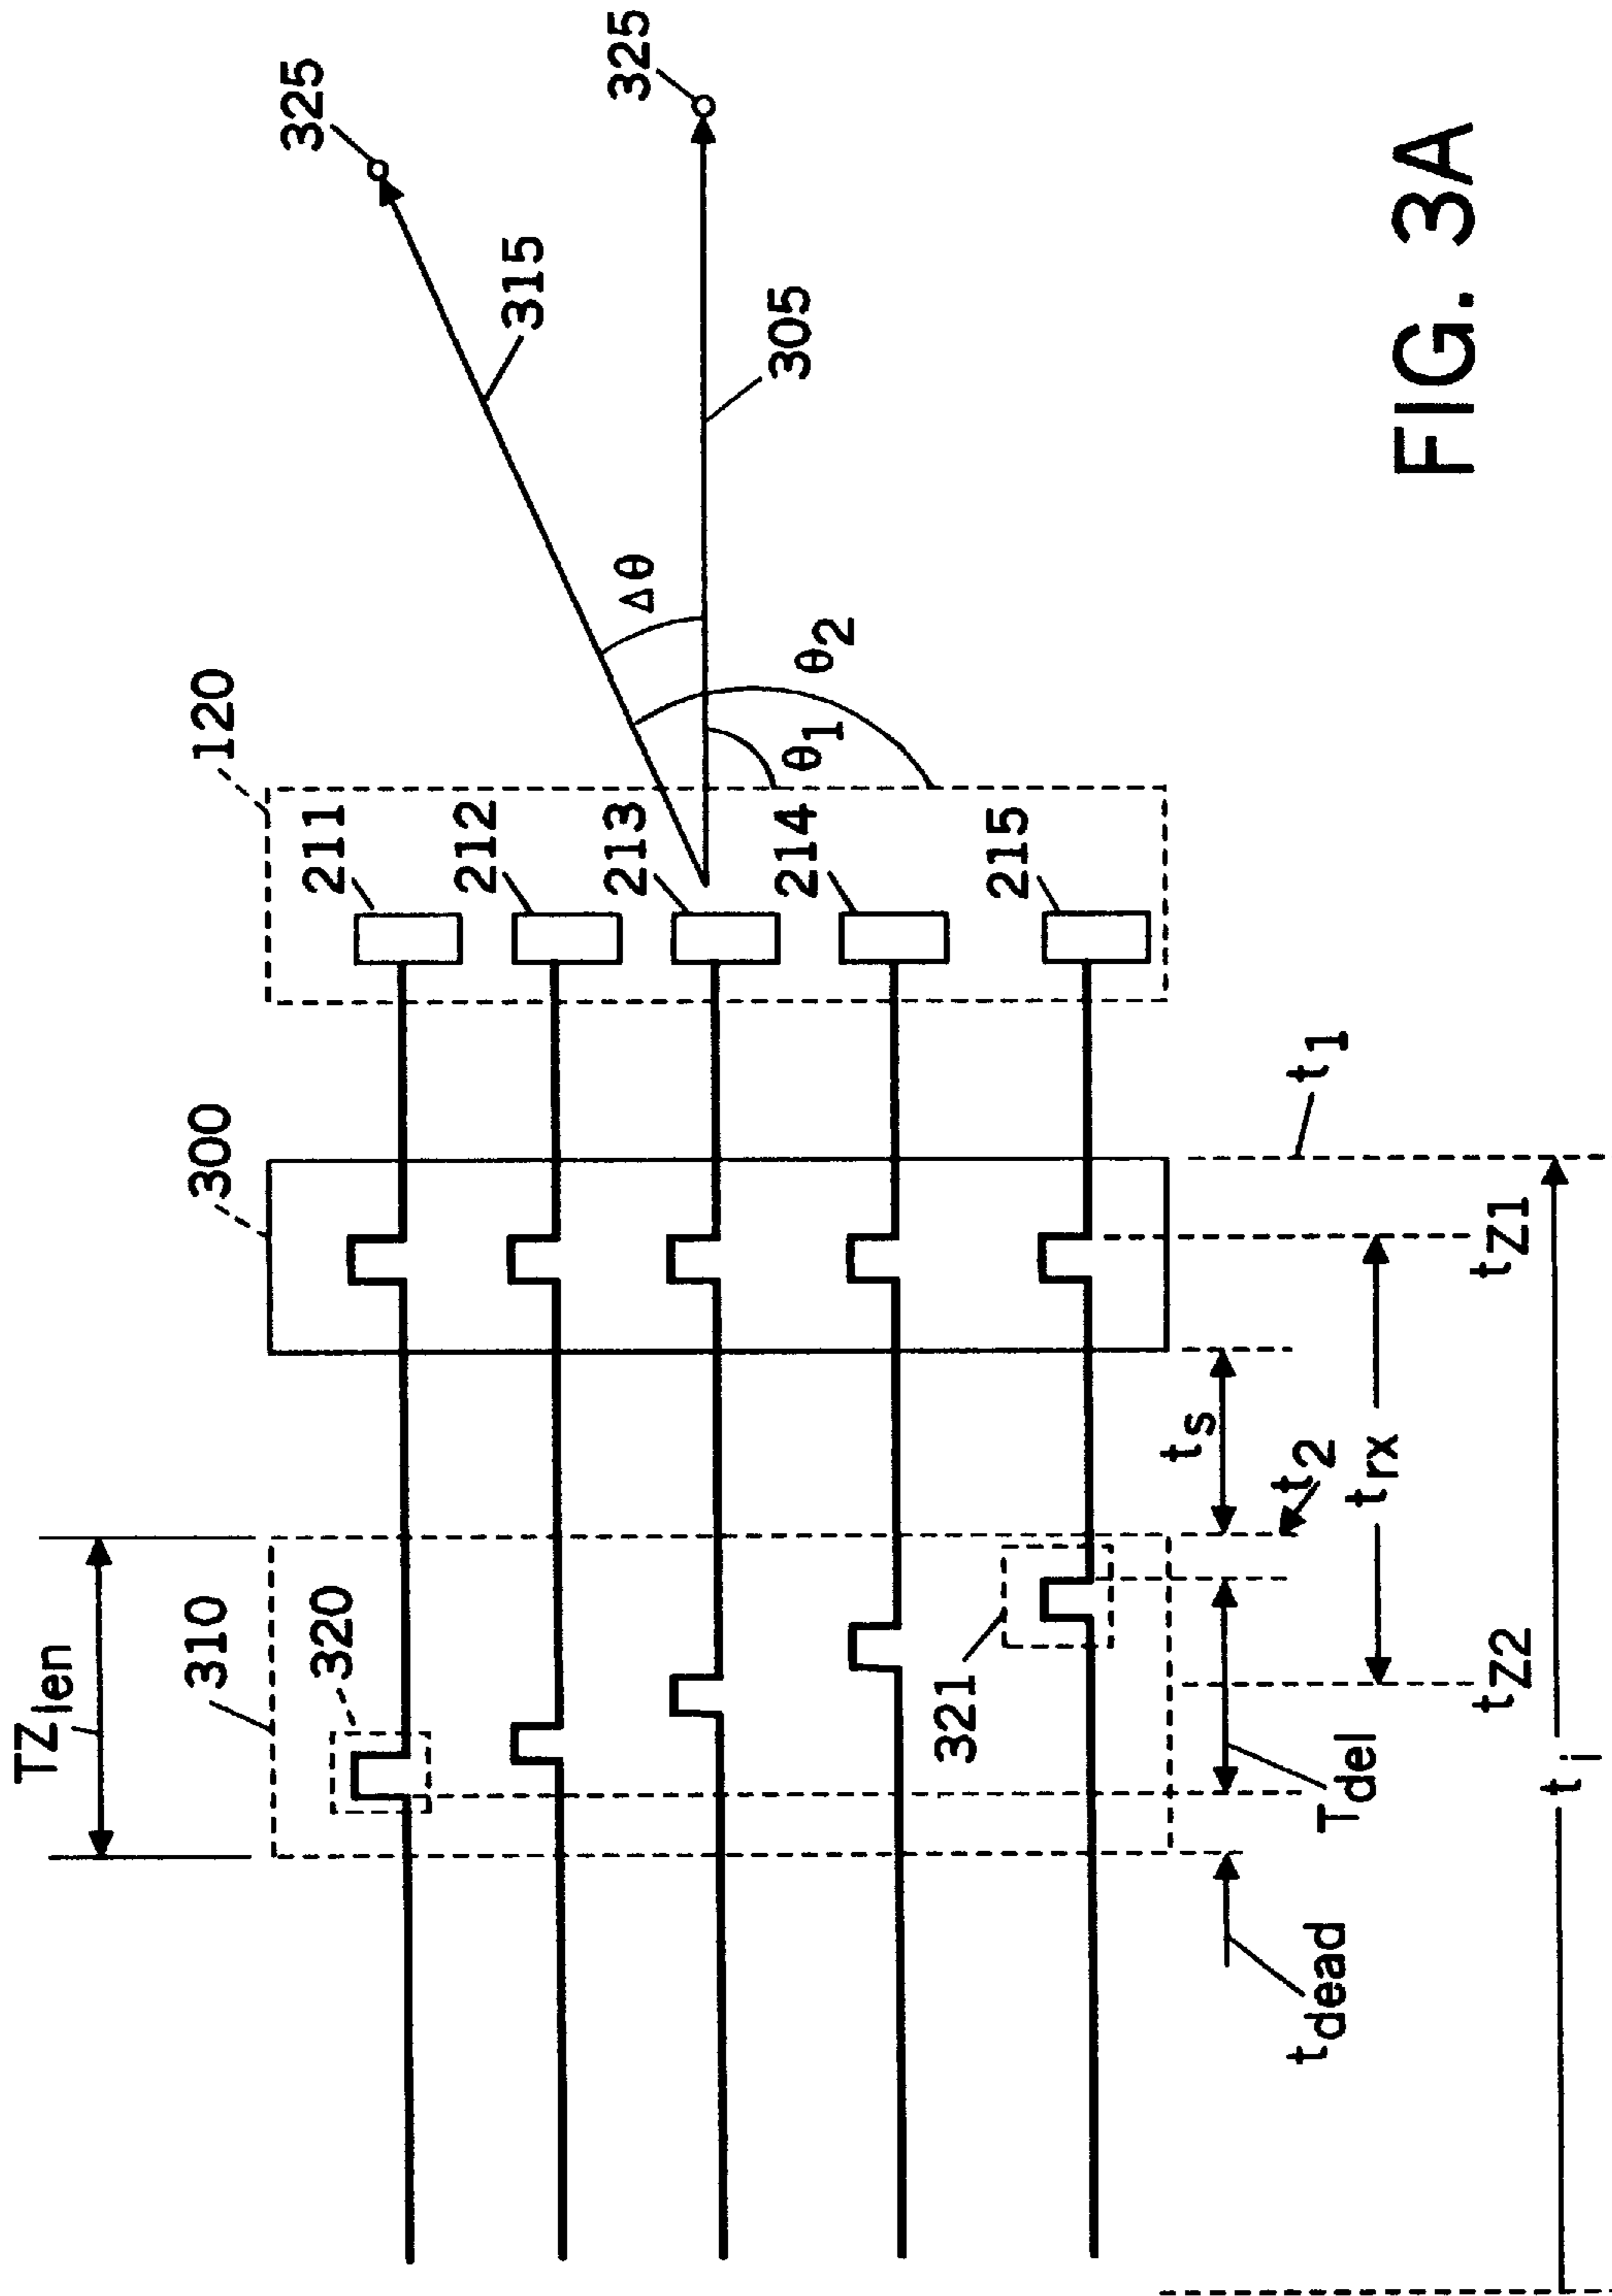 325
325
315
305
Δθ
θ2
θ1
120
211
212
213
214
215
300
t1
tZ1
ts
t2
trx
tZ2
TZlen
310
320
321
Tdel
ti
tdead
FIG. 3A